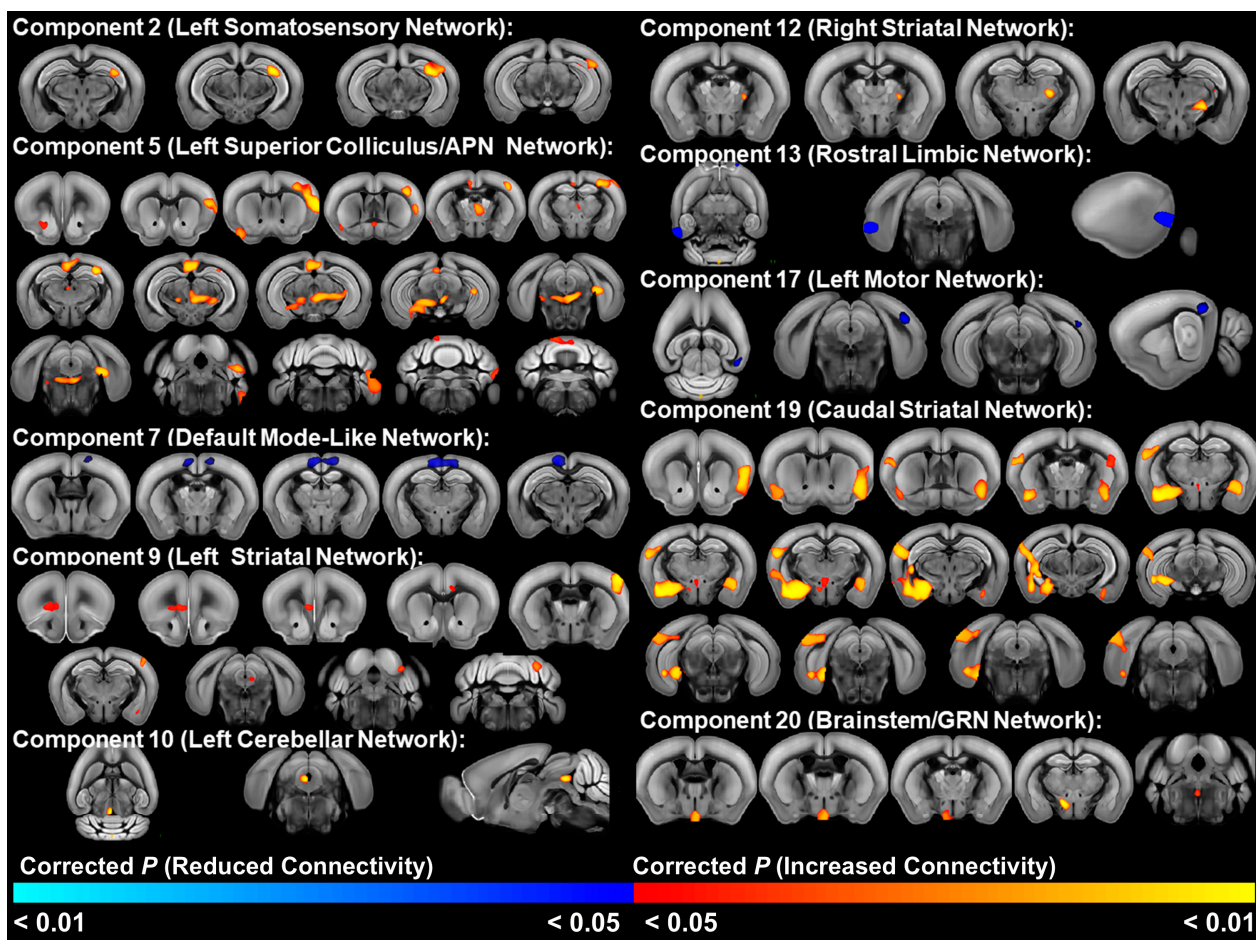 Component 2 (Left Somatosensory Network):
Component 5 (Left Superior Colliculus/APN Network):
Component 7 (Default Mode-Like Network):
Component 9 (Left Striatal Network):
Component 10 (Left Cerebellar Network):
Component 12 (Right Striatal Network):
Component 13 (Rostral Limbic Network):
Component 17 (Left Motor Network):
Component 19 (Caudal Striatal Network):
Component 20 (Brainstem/GRN Network):
Corrected P (Reduced Connectivity)
< 0.01 < 0.05
Corrected P (Increased Connectivity)
< 0.05 < 0.01